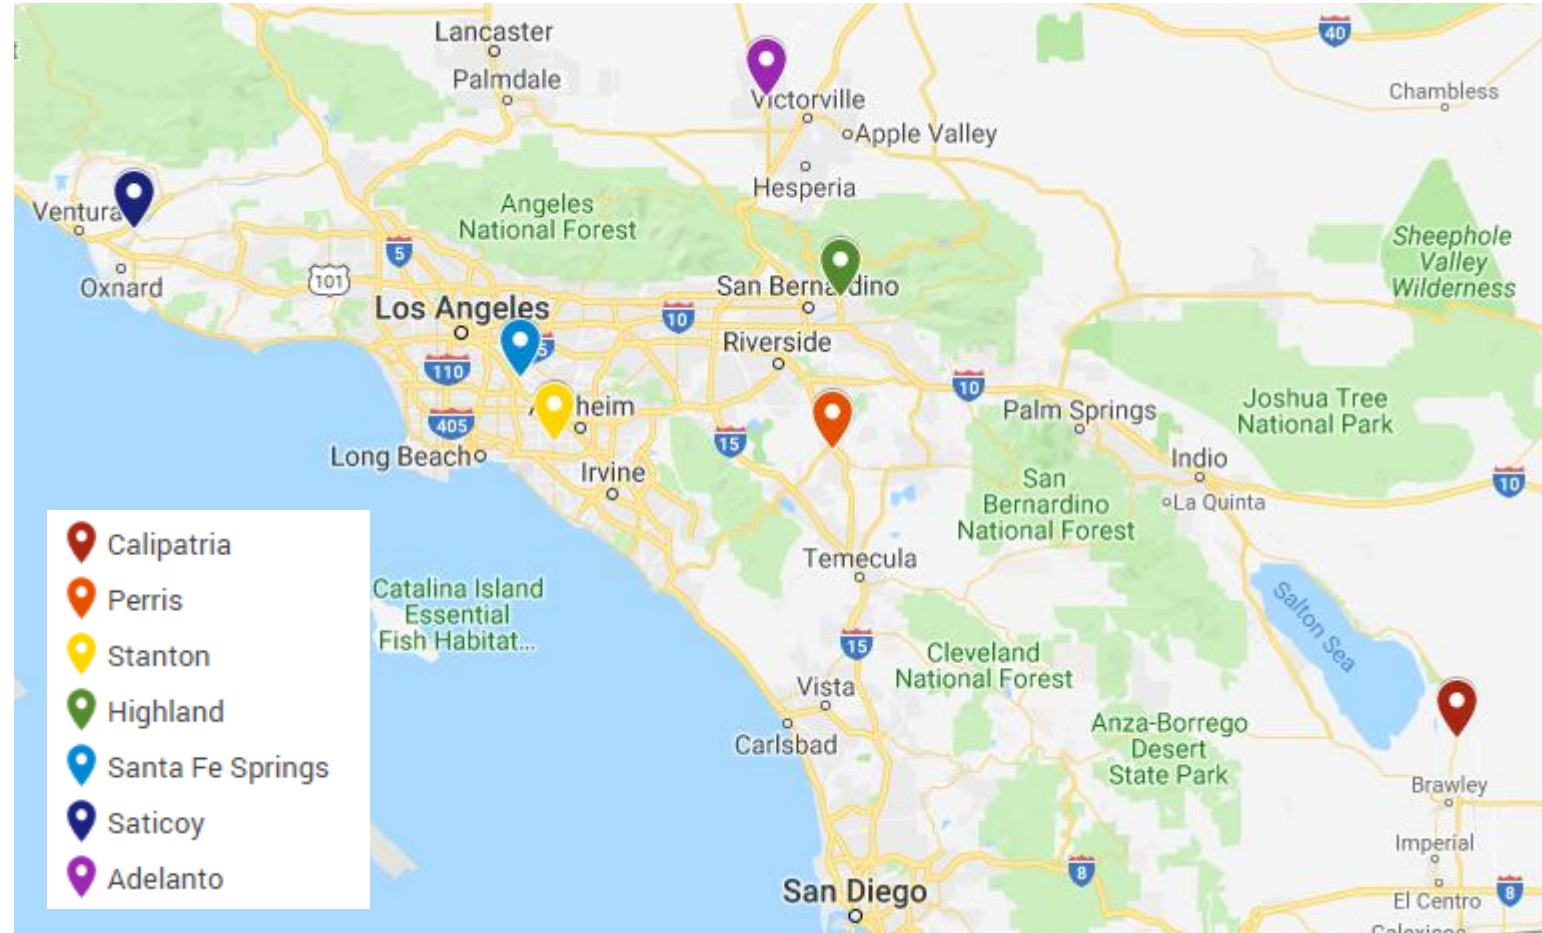 Lancaster
Palmdale
Victorville
Apple Valley
Hesperia
40
Chambless
Ventura
Oxnard
101
5
Angeles
National Forest
Los Angeles
10
San Bernardino
Riverside
5
110
405
Long Beach
heim
Irvine
15
10
Palm Springs
Sheephole
Valley
Wilderness
Joshua Tree
National Park
Indio
La Quinta
10
San
Bernardino
National Forest
Temecula
Catalina Island
Essential
Fish Habitat...
15
Cleveland
National Forest
Salton Sea
Vista
Carlsbad
Anza-Borrego
Desert
State Park
Brawley
Imperial
El Centro
8
8
San Diego
Calipatria
Perris
Stanton
Highland
Santa Fe Springs
Saticoy
Adelanto